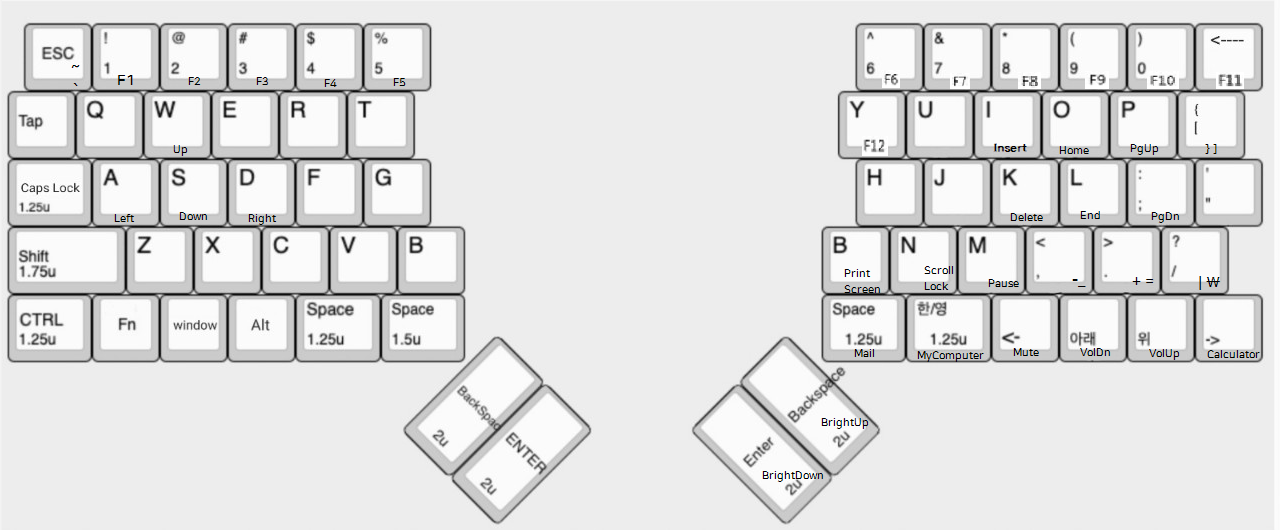 ESC ~ `
! 1 F1
@ 2 F2
# 3 F3
$ 4 F4
% 5 F5
Tap
Q
W Up
E
R
T
Caps Lock 1.25u
A Left
S Down
D Right
F
G
Shift 1.75u
Z
X
C
V
B
CTRL 1.25u
Fn
window
Alt
Space 1.25u
Space 1.5u
BackSpac
2u
ENTER
2u
^ 6 F6
& 7 F7
* 8 F8
( 9 F9
) 0 F10
<---- F11
Y F12
U
I Insert
O Home
P PgUp
{ [ } ]
H
J
K Delete
L End
: ; PgDn
' "
B Print Screen
N Scroll Lock
M Pause
< , -_
> . + =
? / | ₩
Space 1.25u Mail
한/영 1.25u MyComputer
<- Mute
아래 VolDn
위 VolUp
-> Calculator
Backspace
BrightUp
2u
Enter
BrightDown
2u